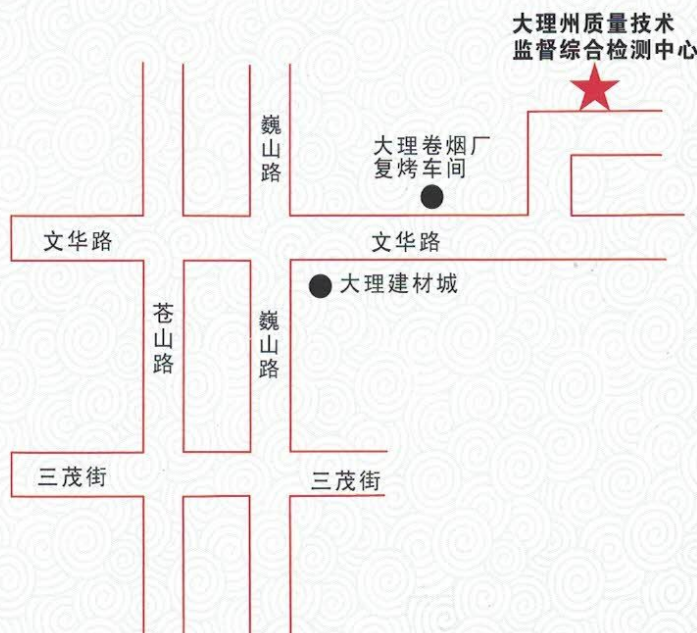 大理州质量技术
监督综合检测中心
巍山路
大理卷烟厂
复烤车间
文华路
文华路
大理建材城
苍山路
巍山路
三茂街
三茂街